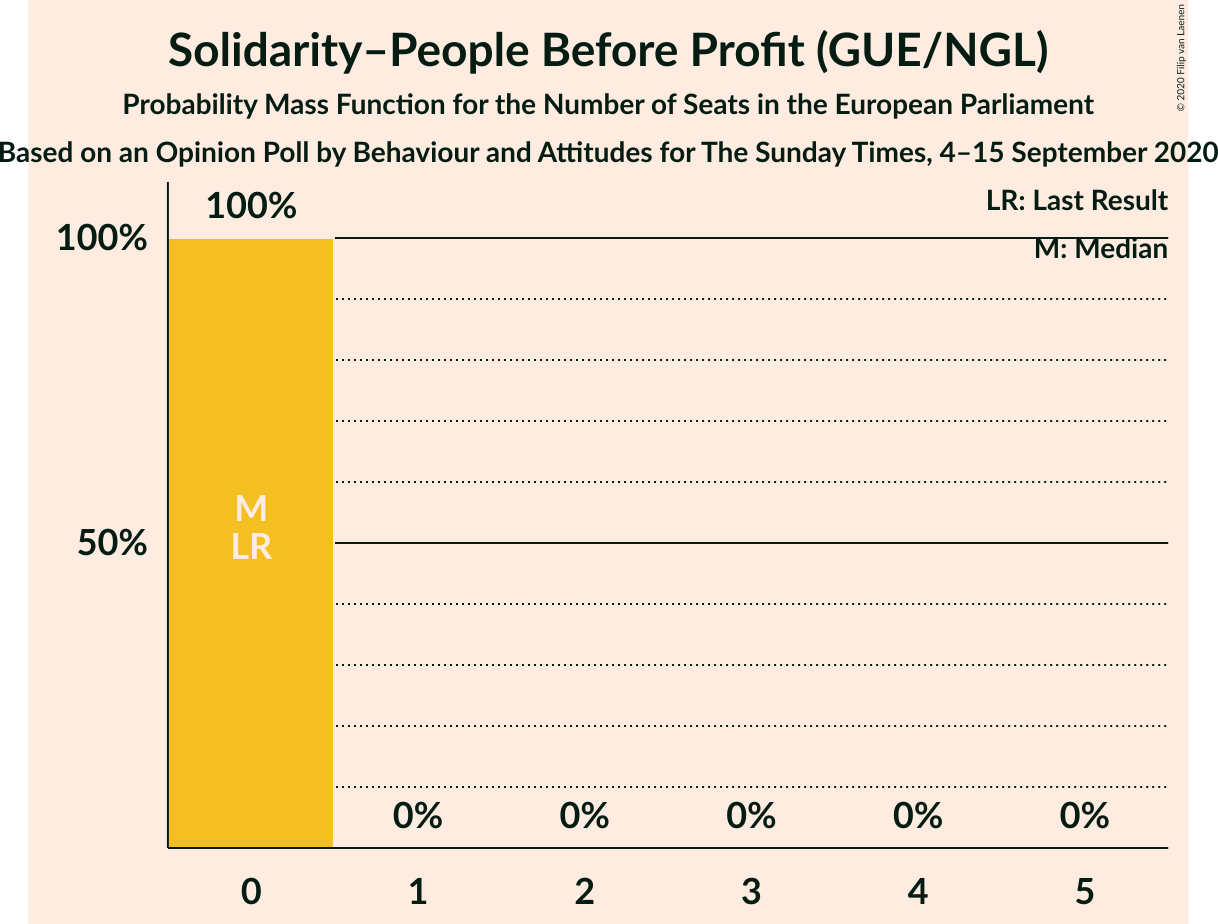 Solidarity–People Before Profit (GUE/NGL)
Probability Mass Function for the Number of Seats in the European Parliament
Based on an Opinion Poll by Behaviour and Attitudes for The Sunday Times, 4–15 September 2020
© 2020 Filip van Laenen
LR: Last Result
M: Median
100%
100%
50%
M
LR
0% 0% 0% 0% 0%
0 1 2 3 4 5